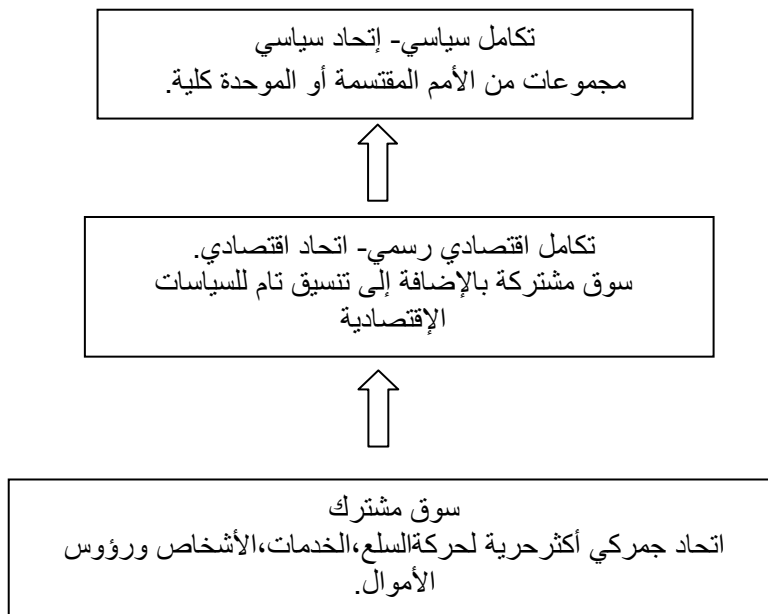 تكامل سياسي- إتحاد سياسي
مجموعات من الأمم المقتسمة أو الموحدة كلية.
تكامل اقتصادي رسمي- اتحاد اقتصادي.
سوق مشتركة بالإضافة إلى تنسيق تام للسياسات
الإقتصادية
سوق مشترك
اتحاد جمركي أكثرحرية لحركةالسلع،الخدمات،الأشخاص ورؤوس
الأموال.